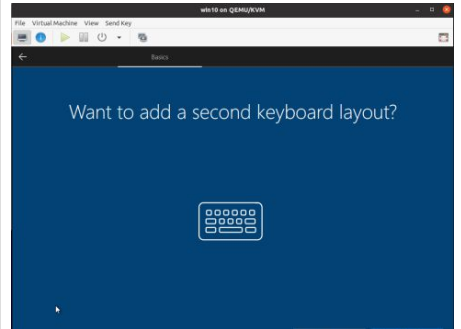 win10 on QEMU/KVM
File Virtual Machine View Send Key
Basics
Want to add a second keyboard layout?